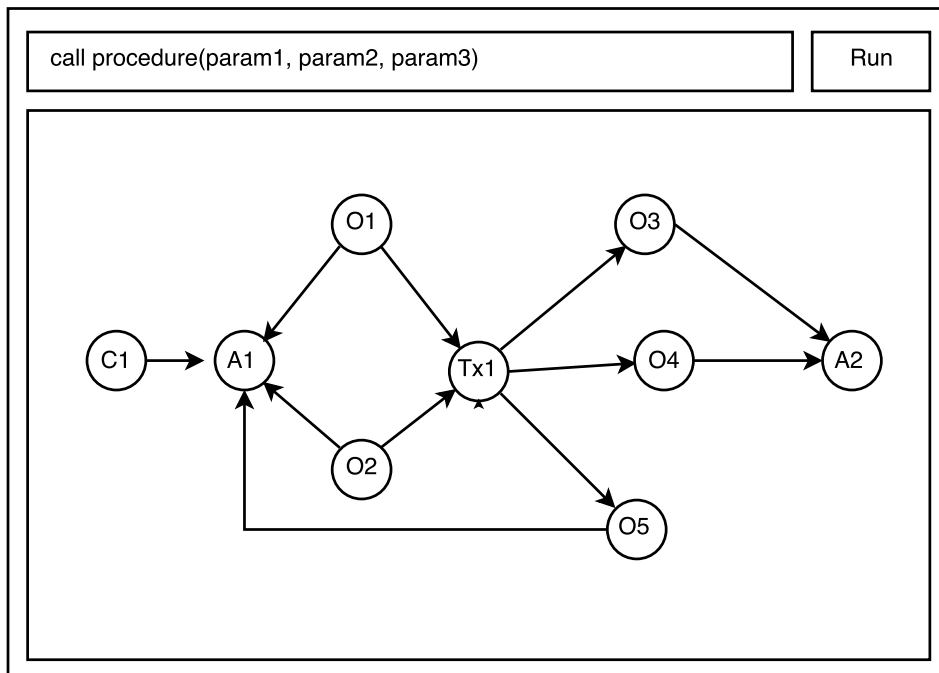 call procedure(param1, param2, param3)
Run
O1
O3
C1
A1
Tx1
O4
A2
O2
O5